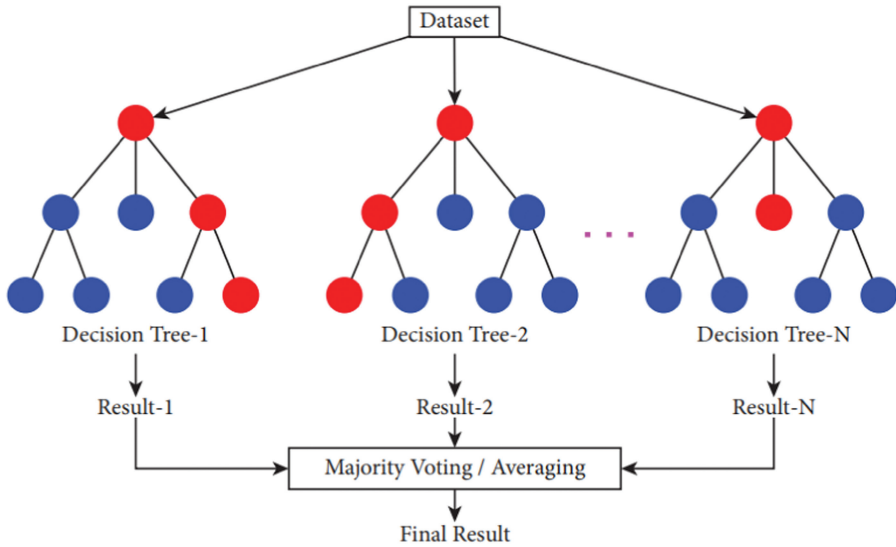 Dataset
. . .
Decision Tree-1
Decision Tree-2
Decision Tree-N
Result-1
Result-2
Result-N
Majority Voting / Averaging
Final Result